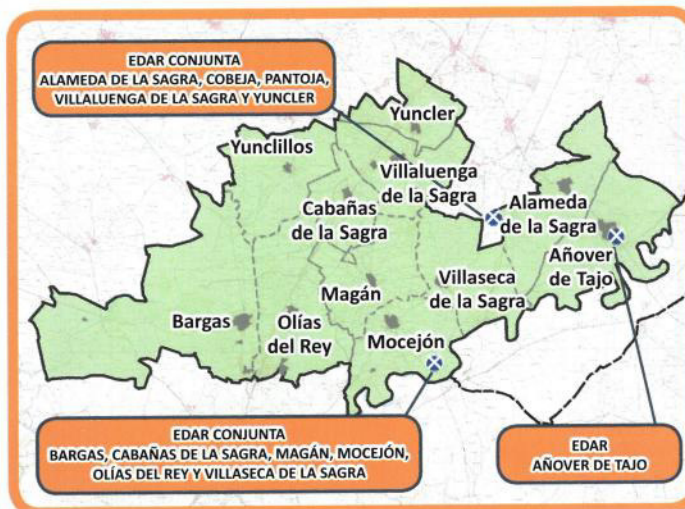 EDAR CONJUNTA
ALAMEDA DE LA SAGRA, COBEJA, PANTOJA,
VILLALUENGA DE LA SAGRA Y YUNCLER
Yuncler
Yunclillos
Villaluenga
de la Sagra
Alameda
de la Sagra
Cabañas
de la Sagra
Añover
de Tajo
Magán
Villaseca
de la Sagra
Bargas
Olías
del Rey
Mocejón
EDAR CONJUNTA
BARGAS, CABAÑAS DE LA SAGRA, MAGÁN, MOCEJÓN,
OLÍAS DEL REY Y VILLASECA DE LA SAGRA
EDAR
AÑOVER DE TAJO